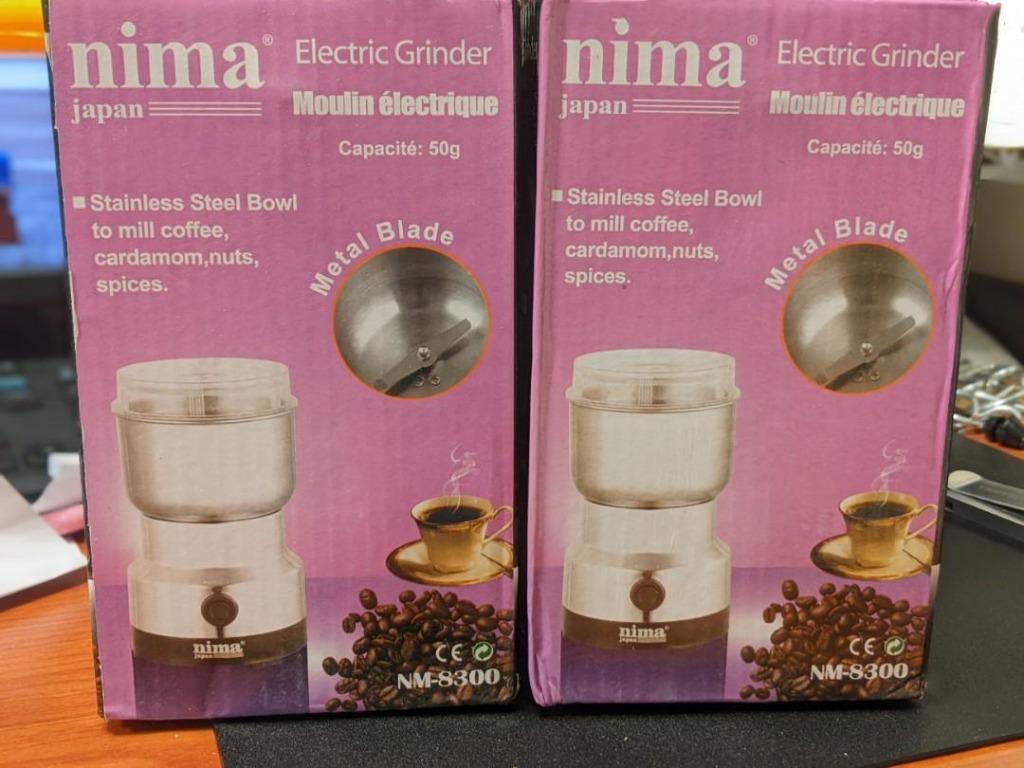 nima®
japan
Electric Grinder
Moulin électrique
Capacité: 50g
■ Stainless Steel Bowl
to mill coffee,
cardamom,nuts,
spices.
Metal Blade
nima®
japan
CE
NM-8300
nima®
japan
Electric Grinder
Moulin électrique
Capacité: 50g
■ Stainless Steel Bowl
to mill coffee,
cardamom,nuts,
spices.
Metal Blade
nima®
japan
CE
NM-8300